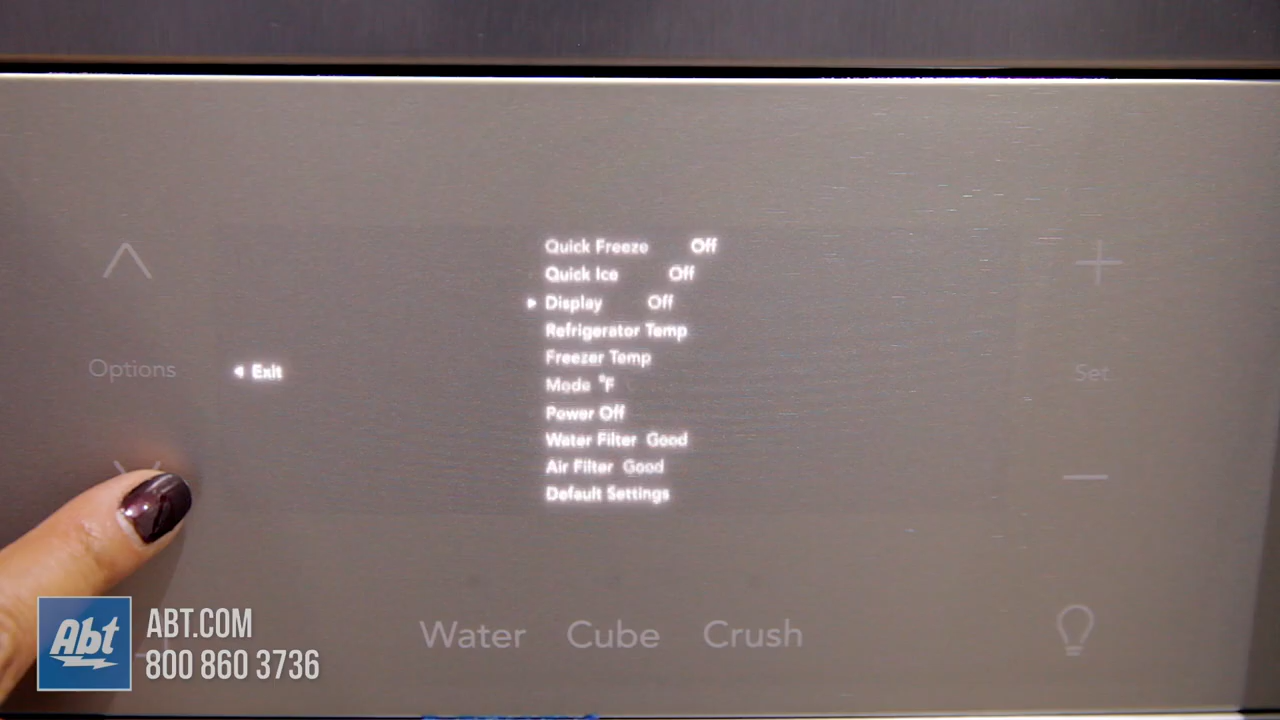 Quick Freeze Off
Quick Ice Off
Display Off
Refrigerator Temp
Freezer Temp
Options
Exit
Set
Mode °F
Power Off
Water Filter Good
Air Filter Good
Default Settings
Water Cube Crush
Abt
ABT.COM
800 860 3736